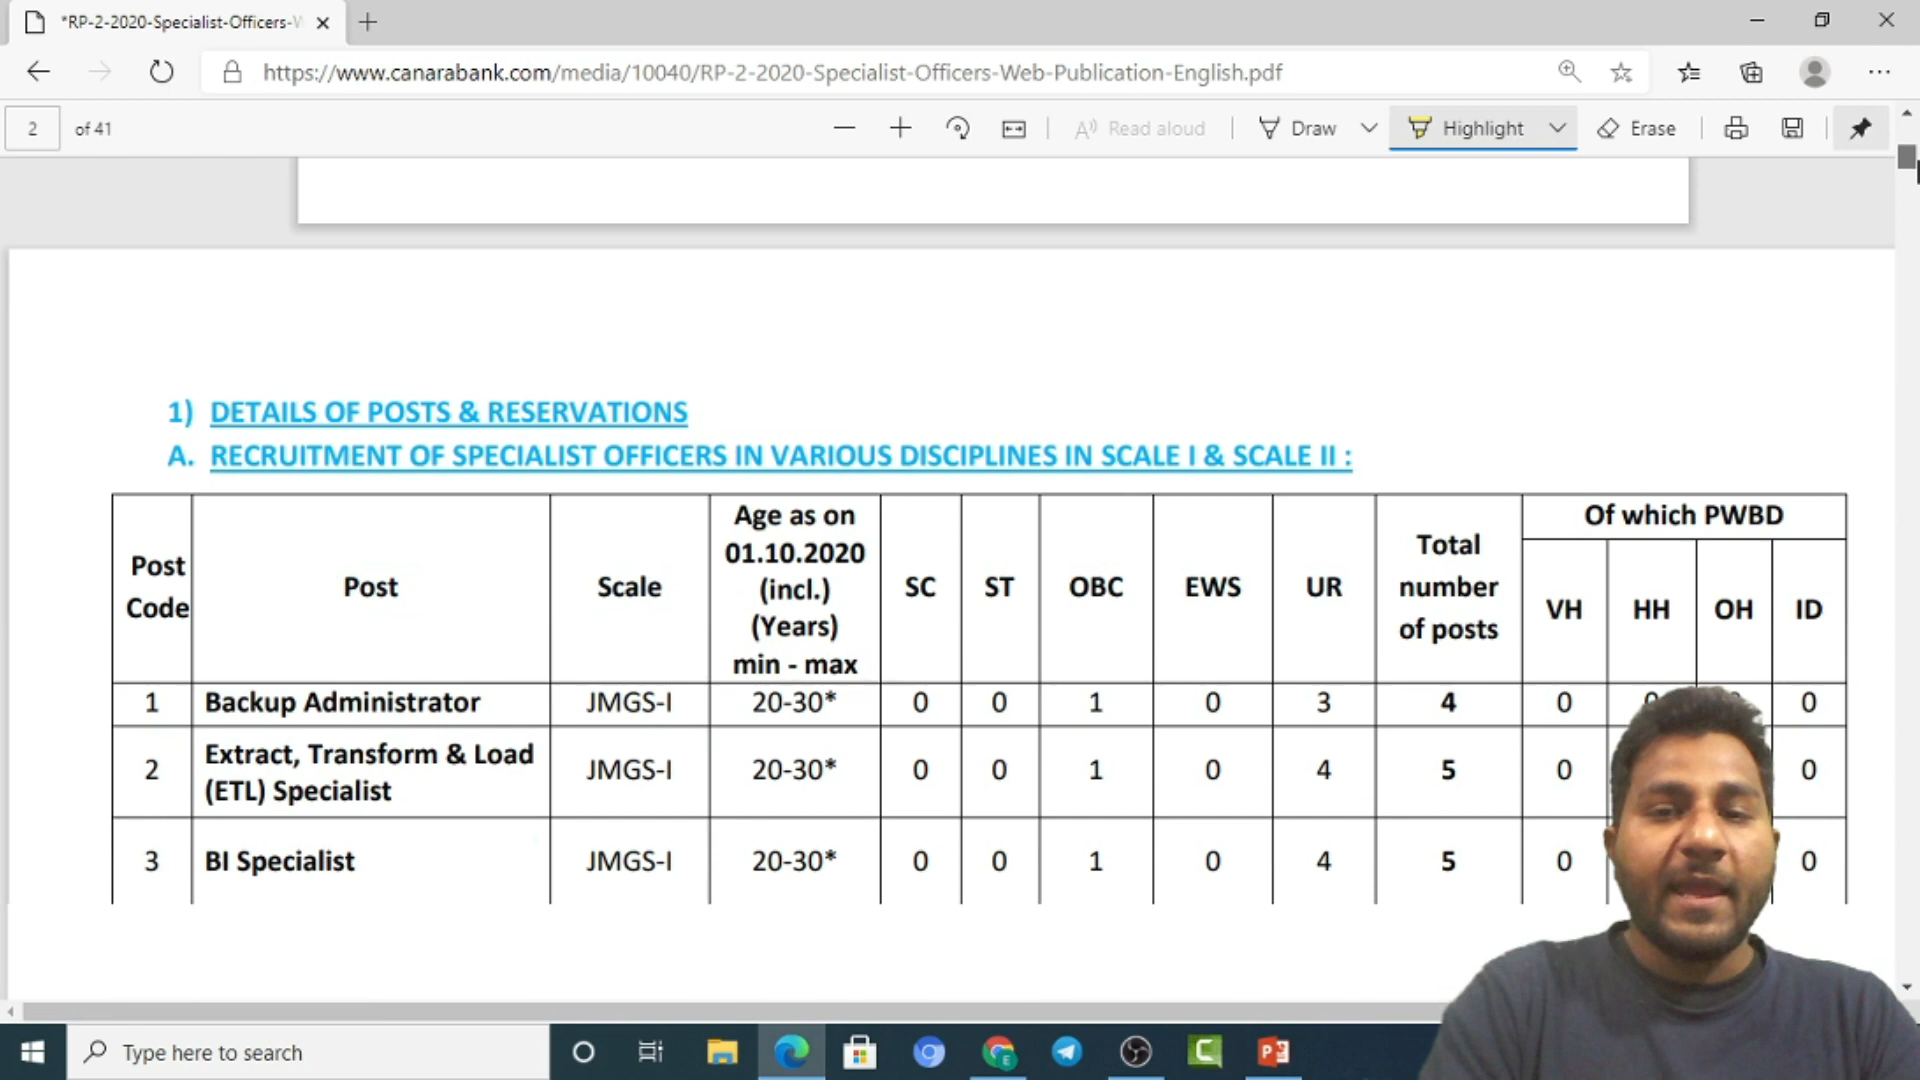 *RP-2-2020-Specialist-Officers-W
https://www.canarabank.com/media/10040/RP-2-2020-Specialist-Officers-Web-Publication-English.pdf
2 of 41 Read aloud Draw Highlight Erase
1) DETAILS OF POSTS & RESERVATIONS
A. RECRUITMENT OF SPECIALIST OFFICERS IN VARIOUS DISCIPLINES IN SCALE I & SCALE II :
Post Code Post Scale Age as on 01.10.2020 (incl.) (Years) min - max SC ST OBC EWS UR Total number of posts Of which PWBD VH HH OH ID
1 Backup Administrator JMGS-I 20-30* 0 0 1 0 3 4 0 0
2 Extract, Transform & Load (ETL) Specialist JMGS-I 20-30* 0 0 1 0 4 5 0 0
3 BI Specialist JMGS-I 20-30* 0 0 1 0 4 5 0 0
Type here to search